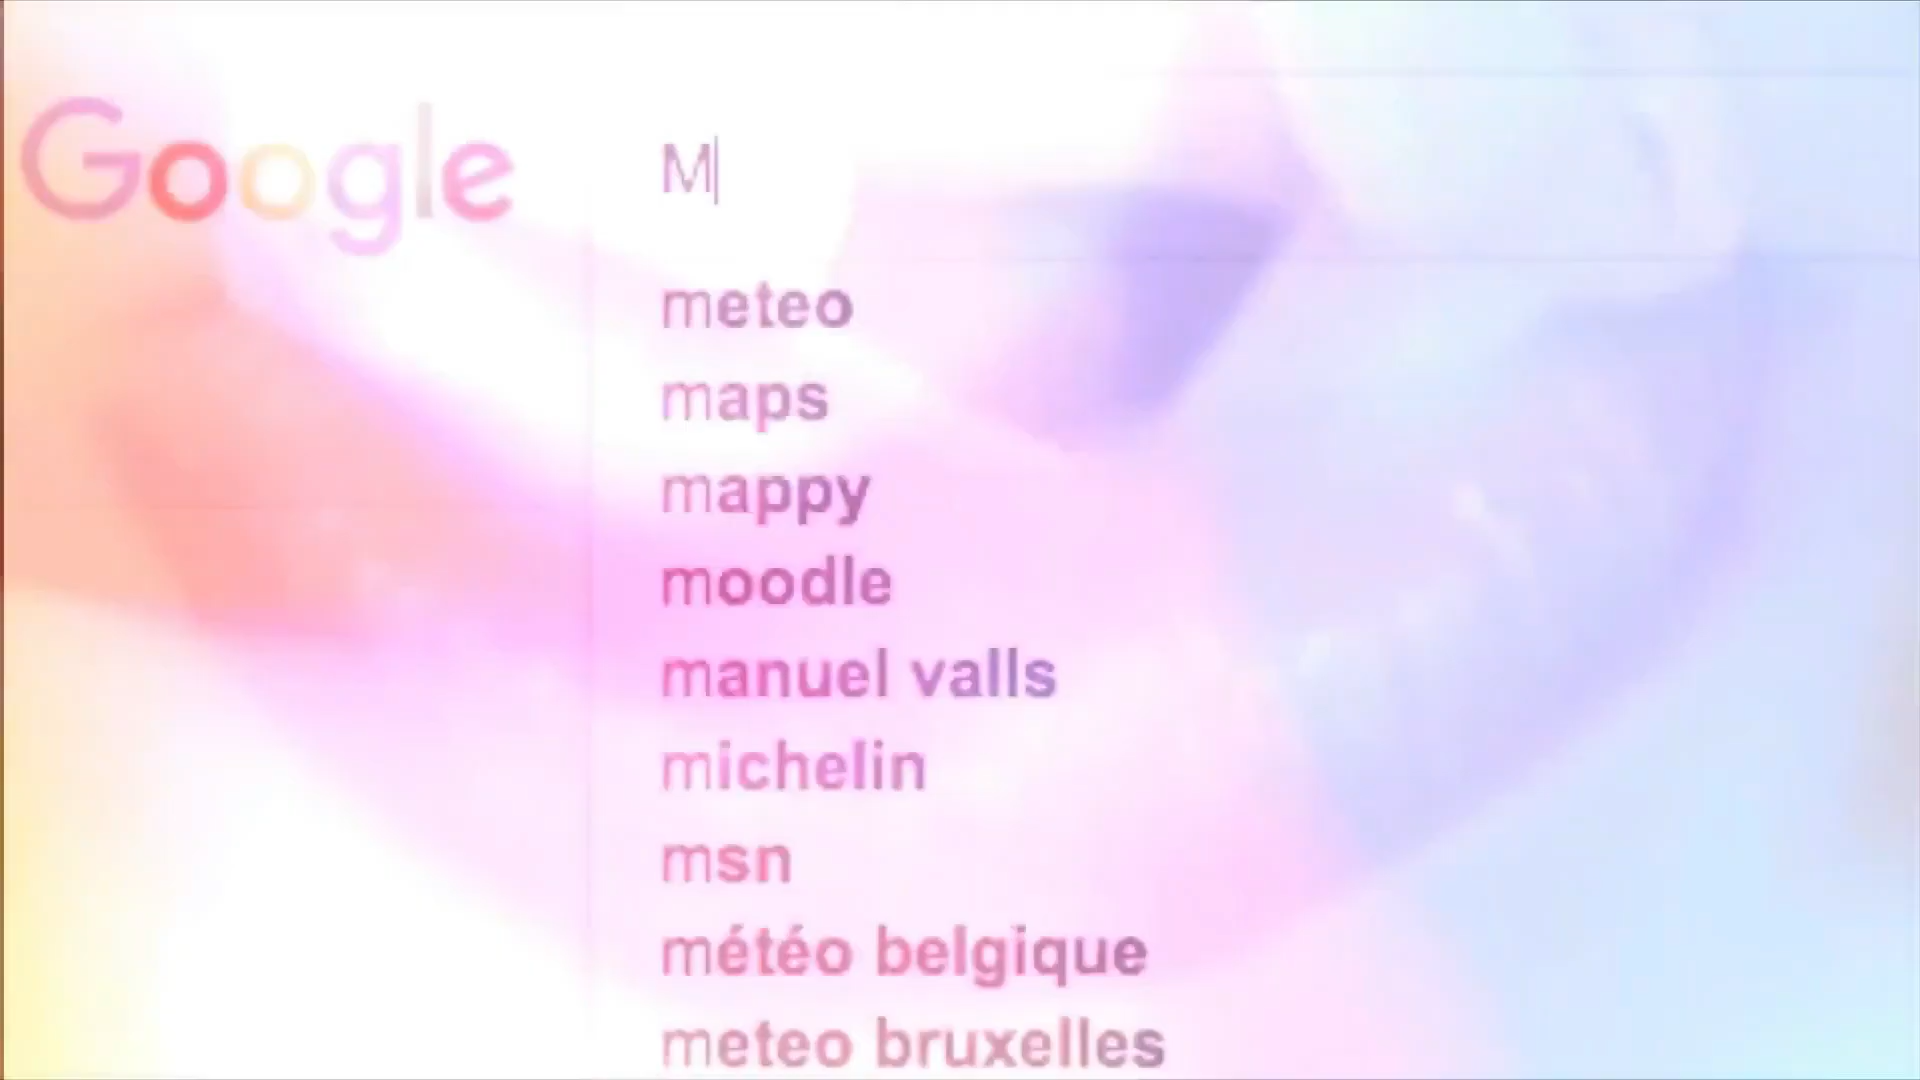 Google
M
meteo
maps
mappy
moodle
manuel valls
michelin
msn
météo belgique
meteo bruxelles